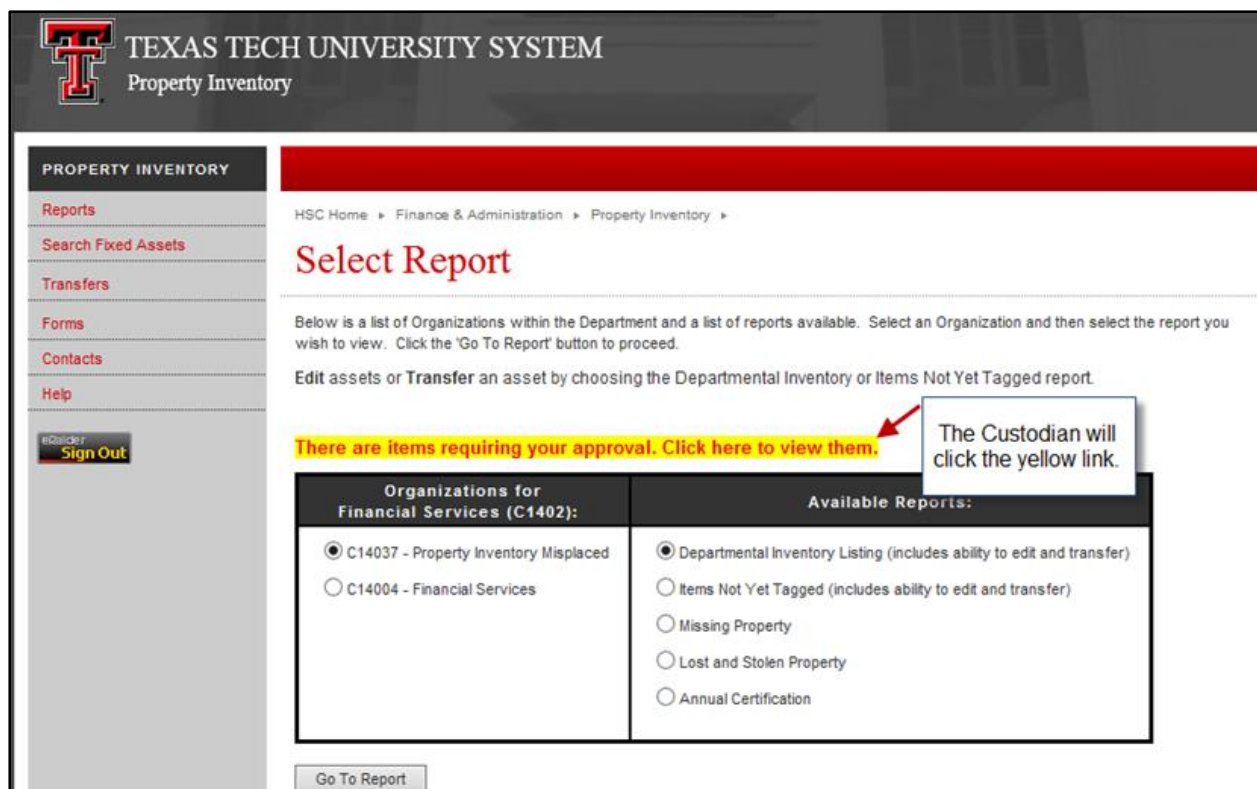 TEXAS TECH UNIVERSITY SYSTEM
Property Inventory
PROPERTY INVENTORY
Reports
Search Fixed Assets
Transfers
Forms
Contacts
Help
eRaider
Sign Out
HSC Home ▸ Finance & Administration ▸ Property Inventory ▸
Select Report
Below is a list of Organizations within the Department and a list of reports available. Select an Organization and then select the report you
wish to view. Click the 'Go To Report' button to proceed.
Edit assets or Transfer an asset by choosing the Departmental Inventory or Items Not Yet Tagged report.
There are items requiring your approval. Click here to view them.
The Custodian will
click the yellow link.
Organizations for
Financial Services (C1402):
C14037 - Property Inventory Misplaced
C14004 - Financial Services
Available Reports:
Departmental Inventory Listing (includes ability to edit and transfer)
Items Not Yet Tagged (includes ability to edit and transfer)
Missing Property
Lost and Stolen Property
Annual Certification
Go To Report